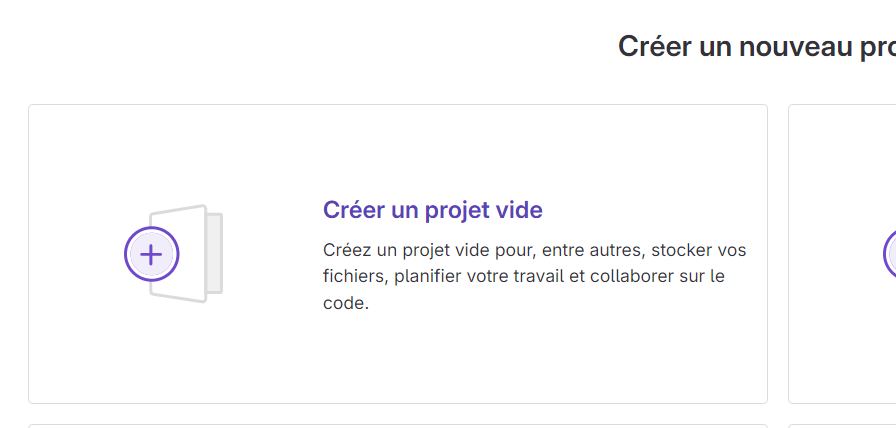 Créer un nouveau pro
Créer un projet vide
Créez un projet vide pour, entre autres, stocker vos
fichiers, planifier votre travail et collaborer sur le
code.